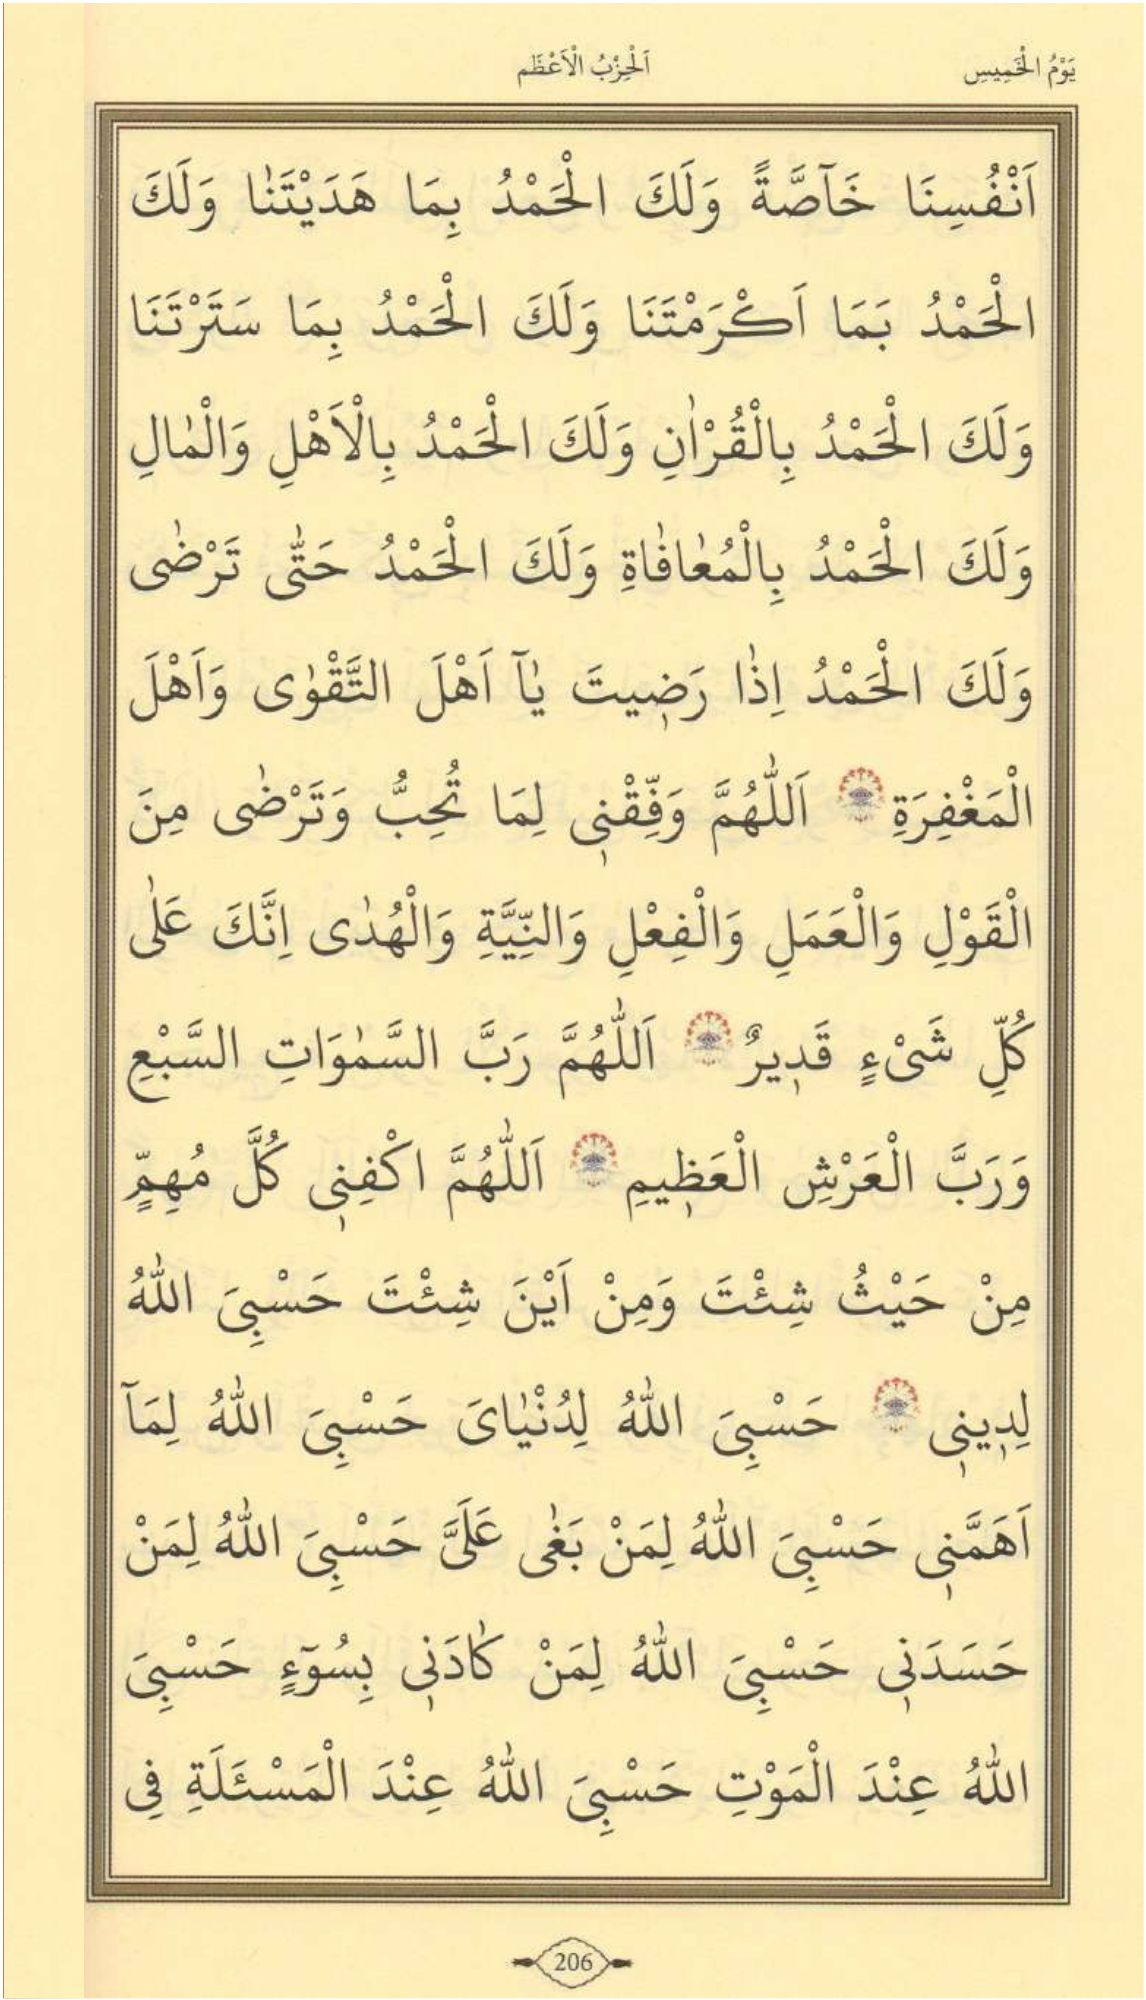 يَوْمُ الْخَمِيسِ
اَلْحِزْبُ الْاَعْظَم
اَنْفُسِنَا خَآصَّةً وَلَكَ الْحَمْدُ بِمَا هَدَيْتَنٰا وَلَكَ
الْحَمْدُ بَمَا اَكْرَمْتَنَا وَلَكَ الْحَمْدُ بِمَا سَتَرْتَنَا
وَلَكَ الْحَمْدُ بِالْقُرْاٰنِ وَلَكَ الْحَمْدُ بِالْاَهْلِ وَالْمٰالِ
وَلَكَ الْحَمْدُ بِالْمُعٰافٰاةِ وَلَكَ الْحَمْدُ حَتّٰى تَرْضٰى
وَلَكَ الْحَمْدُ اِذٰا رَضٖيتَ يٰآ اَهْلَ التَّقْوٰى وَاَهْلَ
الْمَغْفِرَةِ اَللّٰهُمَّ وَفِّقْنٖى لِمَا تُحِبُّ وَتَرْضٰى مِنَ
الْقَوْلِ وَالْعَمَلِ وَالْفِعْلِ وَالنِّيَّةِ وَالْهُدٰى اِنَّكَ عَلٰى
كُلِّ شَىْءٍ قَدٖيرٌ اَللّٰهُمَّ رَبَّ السَّمٰوَاتِ السَّبْعِ
وَرَبَّ الْعَرْشِ الْعَظٖيمِ اَللّٰهُمَّ اكْفِنٖى كُلَّ مُهِمٍّ
مِنْ حَيْثُ شِئْتَ وَمِنْ اَيْنَ شِئْتَ حَسْبِىَ اللّٰهُ
لِدٖينٖى حَسْبِىَ اللّٰهُ لِدُنْيٰاىَ حَسْبِىَ اللّٰهُ لِمَآ
اَهَمَّنٖى حَسْبِىَ اللّٰهُ لِمَنْ بَغٰى عَلَىَّ حَسْبِىَ اللّٰهُ لِمَنْ
حَسَدَنٖى حَسْبِىَ اللّٰهُ لِمَنْ كٰادَنٖى بِسُوٓءٍ حَسْبِىَ
اللّٰهُ عِنْدَ الْمَوْتِ حَسْبِىَ اللّٰهُ عِنْدَ الْمَسْئَلَةِ فِى
206